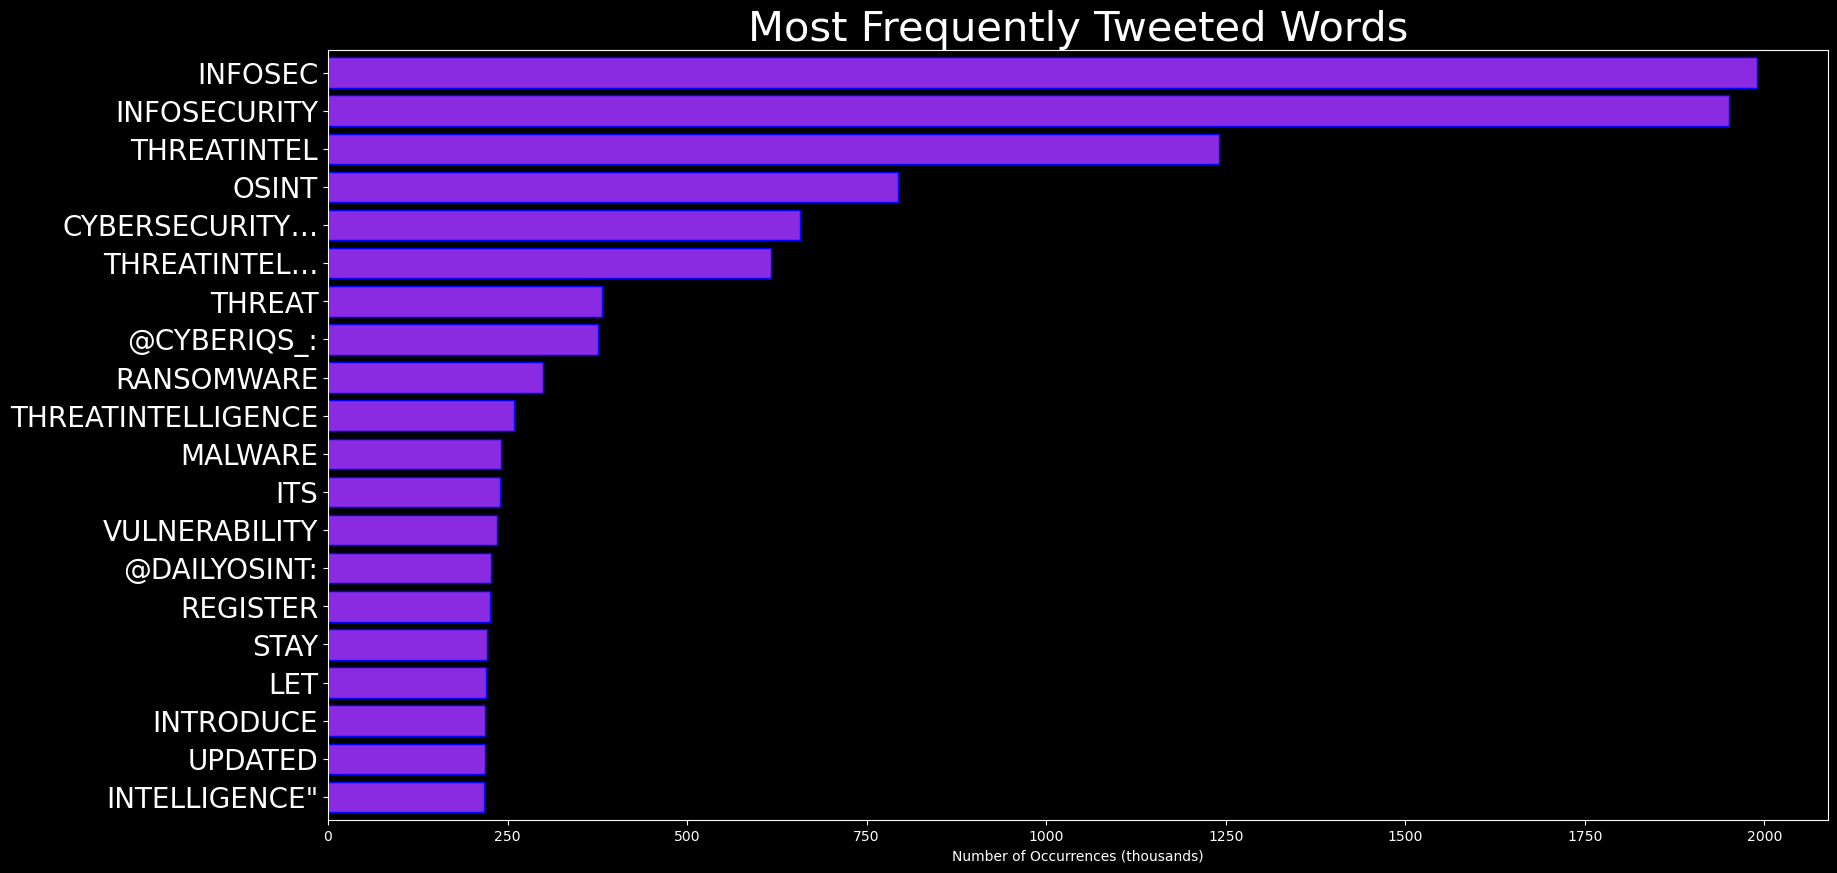 Most Frequently Tweeted Words
INFOSEC
INFOSECURITY
THREATINTEL
OSINT
CYBERSECURITY…
THREATINTEL…
THREAT
@CYBERIQS_:
RANSOMWARE
THREATINTELLIGENCE
MALWARE
ITS
VULNERABILITY
@DAILYOSINT:
REGISTER
STAY
LET
INTRODUCE
UPDATED
INTELLIGENCE"
0 250 500 750 1000 1250 1500 1750 2000
Number of Occurrences (thousands)